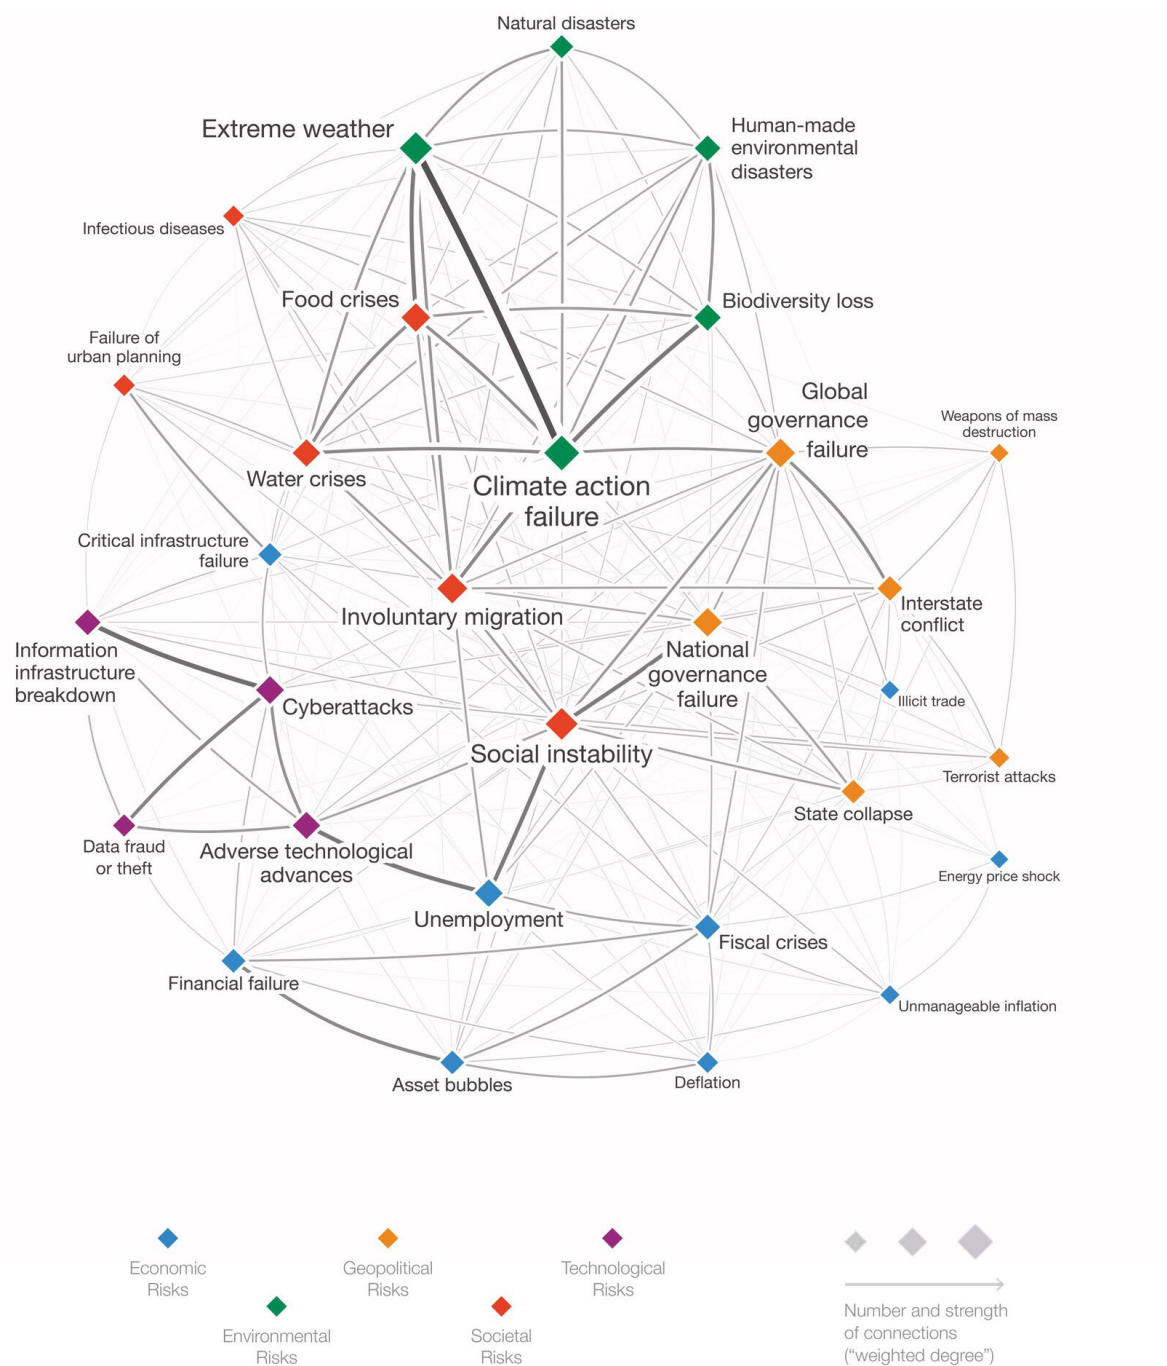 Natural disasters
Extreme weather
Human-made
environmental
disasters
Infectious diseases
Food crises
Biodiversity loss
Failure of
urban planning
Global
governance
failure
Weapons of mass
destruction
Water crises
Climate action
failure
Critical infrastructure
failure
Involuntary migration
Interstate
conflict
Information
infrastructure
breakdown
National
governance
failure
Cyberattacks
Illicit trade
Social instability
Terrorist attacks
State collapse
Data fraud
or theft
Adverse technological
advances
Energy price shock
Unemployment
Fiscal crises
Financial failure
Unmanageable inflation
Asset bubbles
Deflation
Economic
Risks
Geopolitical
Risks
Technological
Risks
Environmental
Risks
Societal
Risks
Number and strength
of connections
(“weighted degree”)